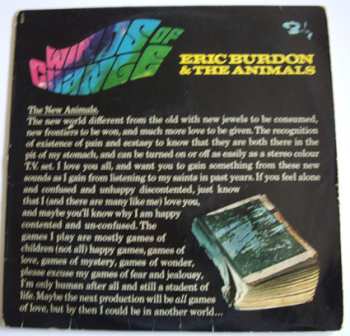 WINDS OF
CHANGE
ERIC BURDON
& THE ANIMALS
The New Animals.
The new world different from the old with new jewels to be consumed,
new frontiers to be won, and much more love to be given. The recognition
of existence of pain and ecstasy to know that they are both there in the
pit of my stomach, and can be turned on or off as easily as a stereo colour
T.V. set. I love you all, and want you to gain something from these new
sounds as I gain from listening to my saints in past years. If you feel alone
and confused and unhappy discontented, just know
that I (and there are many like me) love you,
and maybe you'll know why I am happy
contented and un-confused. The
games I play are mostly games of
children (not all) happy games, games of
love, games of mystery, games of wonder,
please excuse my games of fear and jealousy,
I'm only human after all and still a student
of life. Maybe the next production will be all games
of love, but by then I could be in another world...